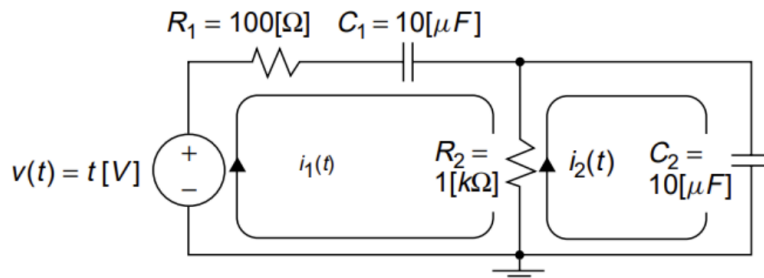 R₁ = 100[Ω] C₁ = 10[μF]
v(t) = t [V]
+
−
i₁(t)
R₂ =
1[kΩ]
i₂(t)
C₂ =
10[μF]